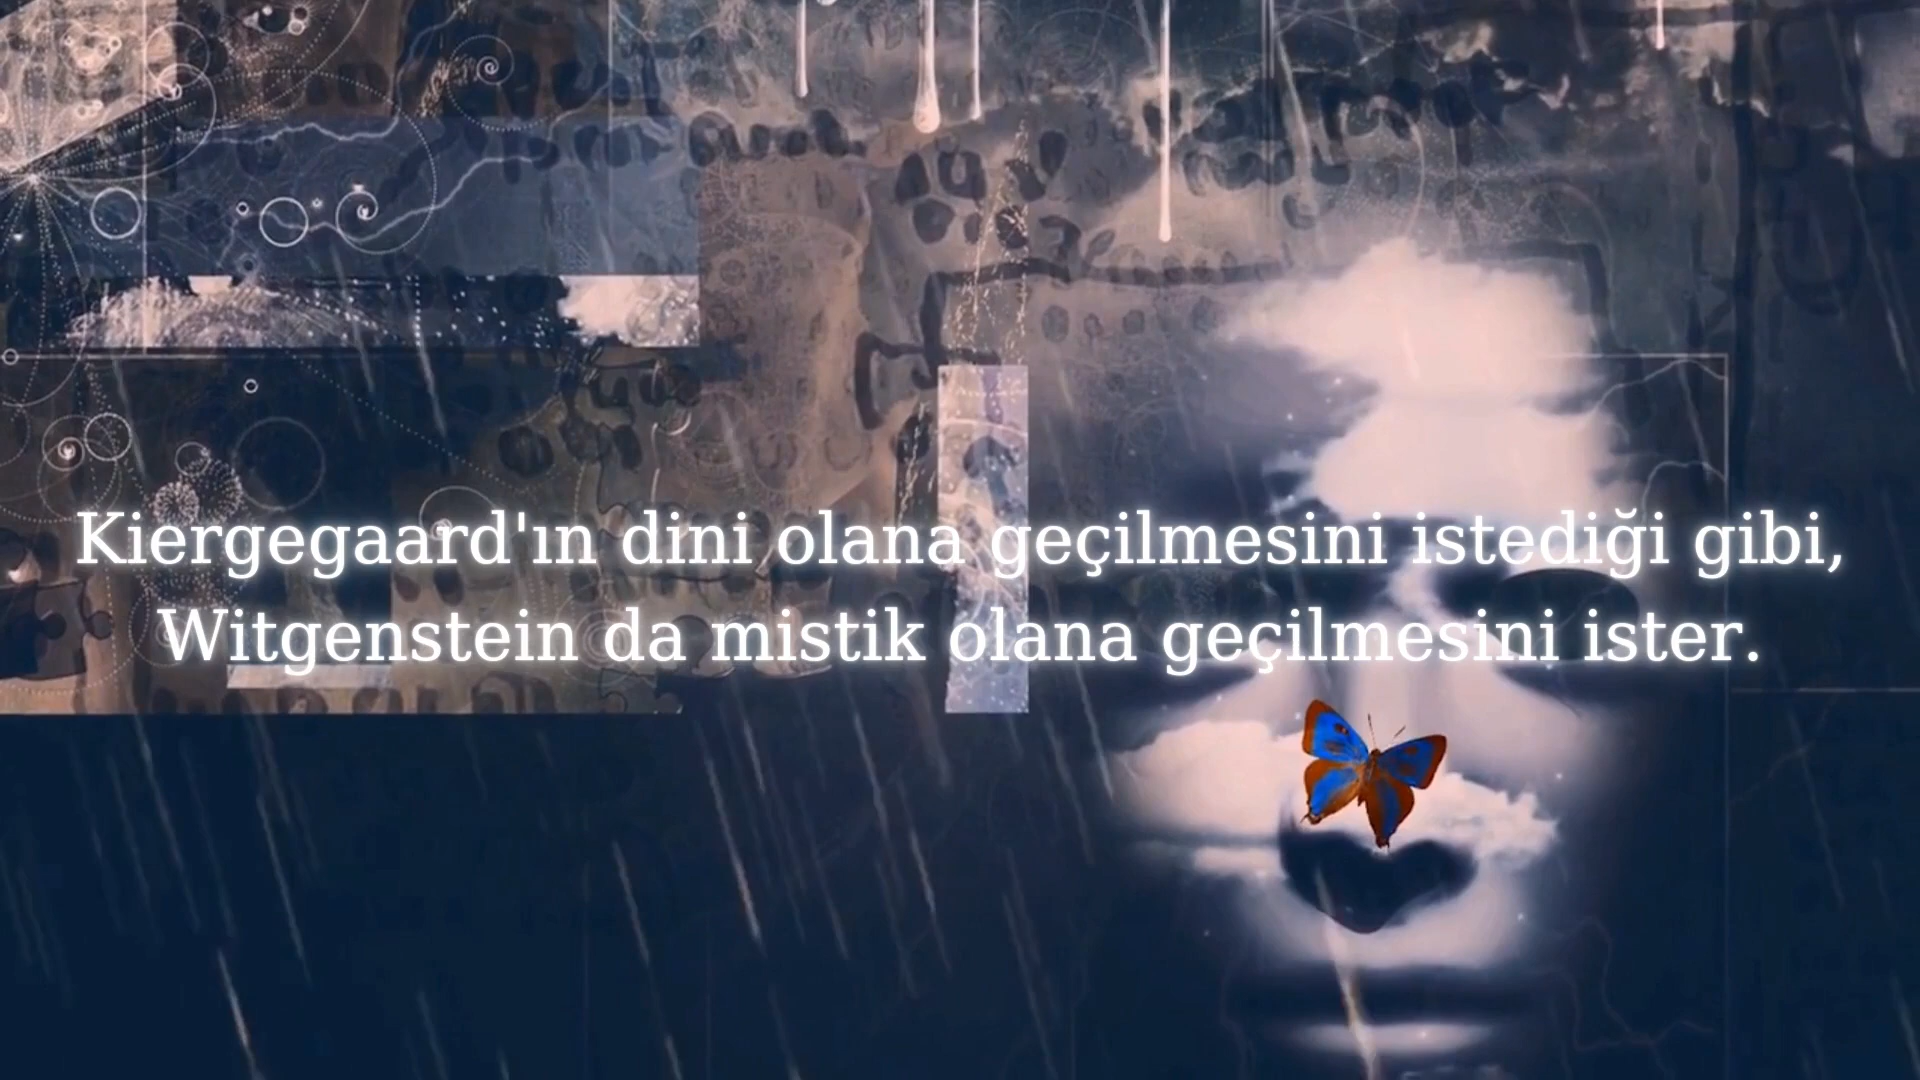 Kiergegaard'ın dini olana geçilmesini istediği gibi,
Witgenstein da mistik olana geçilmesini ister.